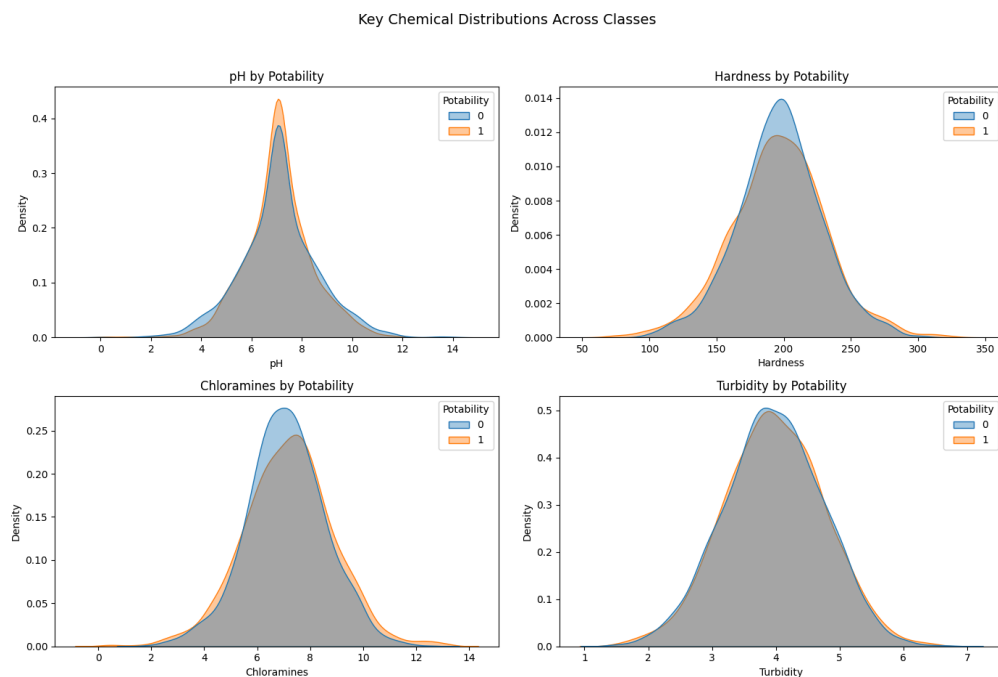 Key Chemical Distributions Across Classes
pH by Potability
Potability
0
1
Density
0.4
0.3
0.2
0.1
0.0
0 2 4 6 8 10 12 14
pH
Hardness by Potability
Potability
0
1
Density
0.014
0.012
0.010
0.008
0.006
0.004
0.002
0.000
50 100 150 200 250 300 350
Hardness
Chloramines by Potability
Potability
0
1
Density
0.25
0.20
0.15
0.10
0.05
0.00
0 2 4 6 8 10 12 14
Chloramines
Turbidity by Potability
Potability
0
1
Density
0.5
0.4
0.3
0.2
0.1
0.0
1 2 3 4 5 6 7
Turbidity